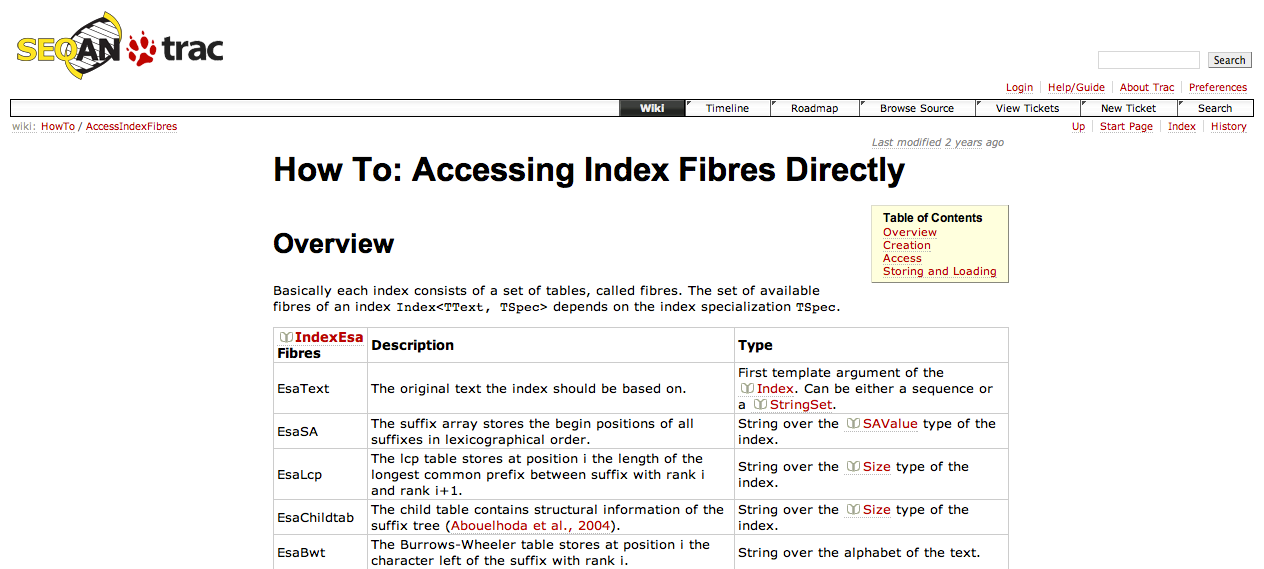 SEQAN trac
Search
Login Help/Guide About Trac Preferences
Wiki Timeline Roadmap Browse Source View Tickets New Ticket Search
wiki: HowTo / AccessIndexFibres
Up Start Page Index History
Last modified 2 years ago
How To: Accessing Index Fibres Directly
Table of Contents
Overview
Creation
Access
Storing and Loading
Overview
Basically each index consists of a set of tables, called fibres. The set of available
fibres of an index Index<TText, TSpec> depends on the index specialization TSpec.
IndexEsa
Fibres
Description
Type
EsaText
The original text the index should be based on.
First template argument of the
Index. Can be either a sequence or
a StringSet.
EsaSA
The suffix array stores the begin positions of all
suffixes in lexicographical order.
String over the SAValue type of the
index.
EsaLcp
The lcp table stores at position i the length of the
longest common prefix between suffix with rank i
and rank i+1.
String over the Size type of the
index.
EsaChildtab
The child table contains structural information of the
suffix tree (Abouelhoda et al., 2004).
String over the Size type of the
index.
EsaBwt
The Burrows-Wheeler table stores at position i the
character left of the suffix with rank i.
String over the alphabet of the text.